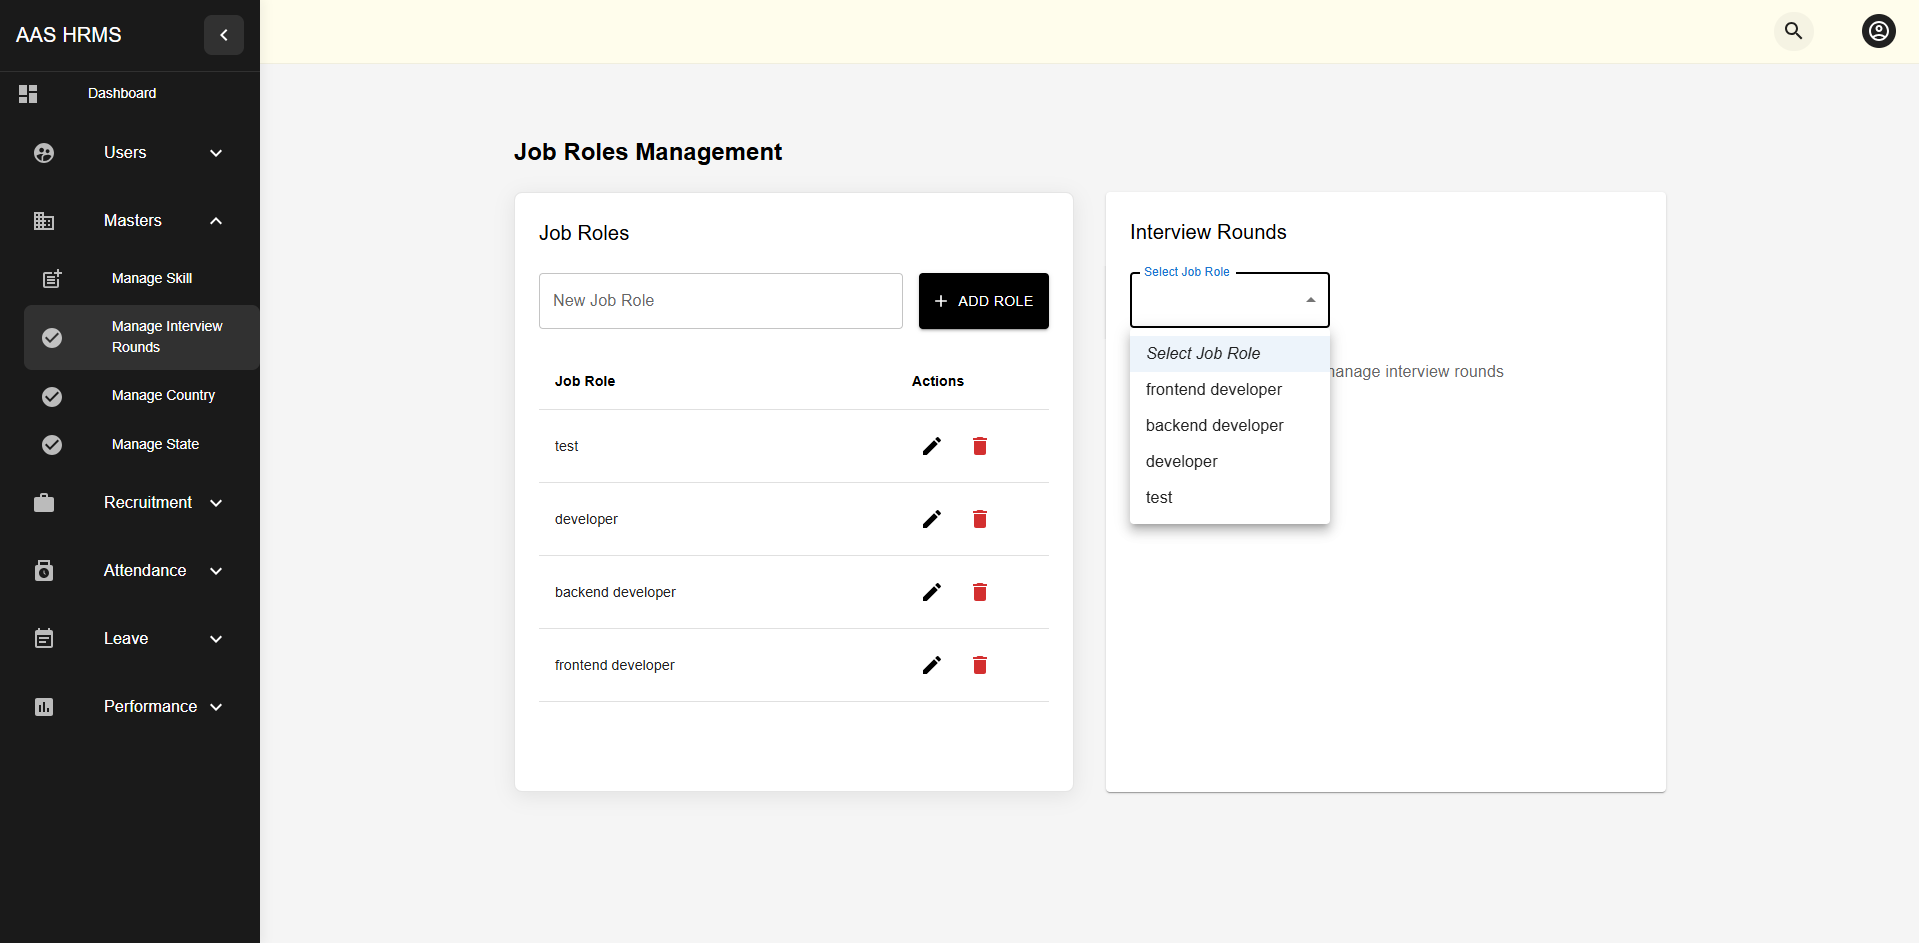 AAS HRMS
Dashboard
Users
Masters
Manage Skill
Manage Interview
Rounds
Manage Country
Manage State
Recruitment
Attendance
Leave
Performance
Job Roles Management
Job Roles
New Job Role
ADD ROLE
Job Role Actions
test
developer
backend developer
frontend developer
Interview Rounds
Select Job Role
Select Job Role
frontend developer
backend developer
developer
test
interview rounds